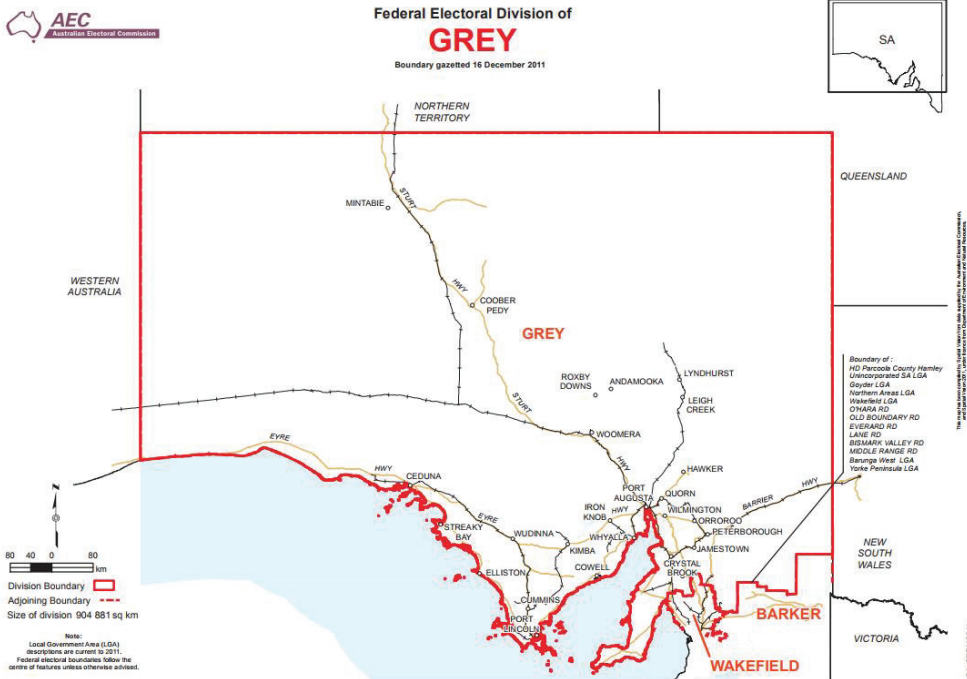 AEC
Australian Electoral Commission
Federal Electoral Division of
GREY
Boundary gazetted 16 December 2011
SA
NORTHERN
TERRITORY
QUEENSLAND
WESTERN
AUSTRALIA
MINTABIE
STURT
HWY
COOBER
PEDY
GREY
ROXBY
DOWNS
ANDAMOOKA
LYNDHURST
LEIGH
CREEK
STURT
WOOMERA
HWY
EYRE
HWY
CEDUNA
HAWKER
PORT
AUGUSTA
QUORN
IRON
KNOB
HWY
WILMINGTON
BARRIER
HWY
ORROROO
PETERBOROUGH
STREAKY
BAY
EYRE
WUDINNA
WHYALLA
JAMESTOWN
KIMBA
CRYSTAL
BROOK
ELLISTON
COWELL
CUMMINS
PORT
LINCOLN
BARKER
WAKEFIELD
NEW
SOUTH
WALES
VICTORIA
Boundary of :
HD Parcoola County Hamley
Unincorporated SA LGA
Goyder LGA
Northern Areas LGA
Wakefield LGA
O'HARA RD
OLD BOUNDARY RD
EVERARD RD
LANE RD
BISMARK VALLEY RD
MIDDLE RANGE RD
Barunga West LGA
Yorke Peninsula LGA
N
80 40 0 80
km
Division Boundary
Adjoining Boundary
Size of division 904 881 sq km
Note:
Local Government Area (LGA)
descriptions are current to 2011.
Federal electoral boundaries follow the
centre of features unless otherwise advised.